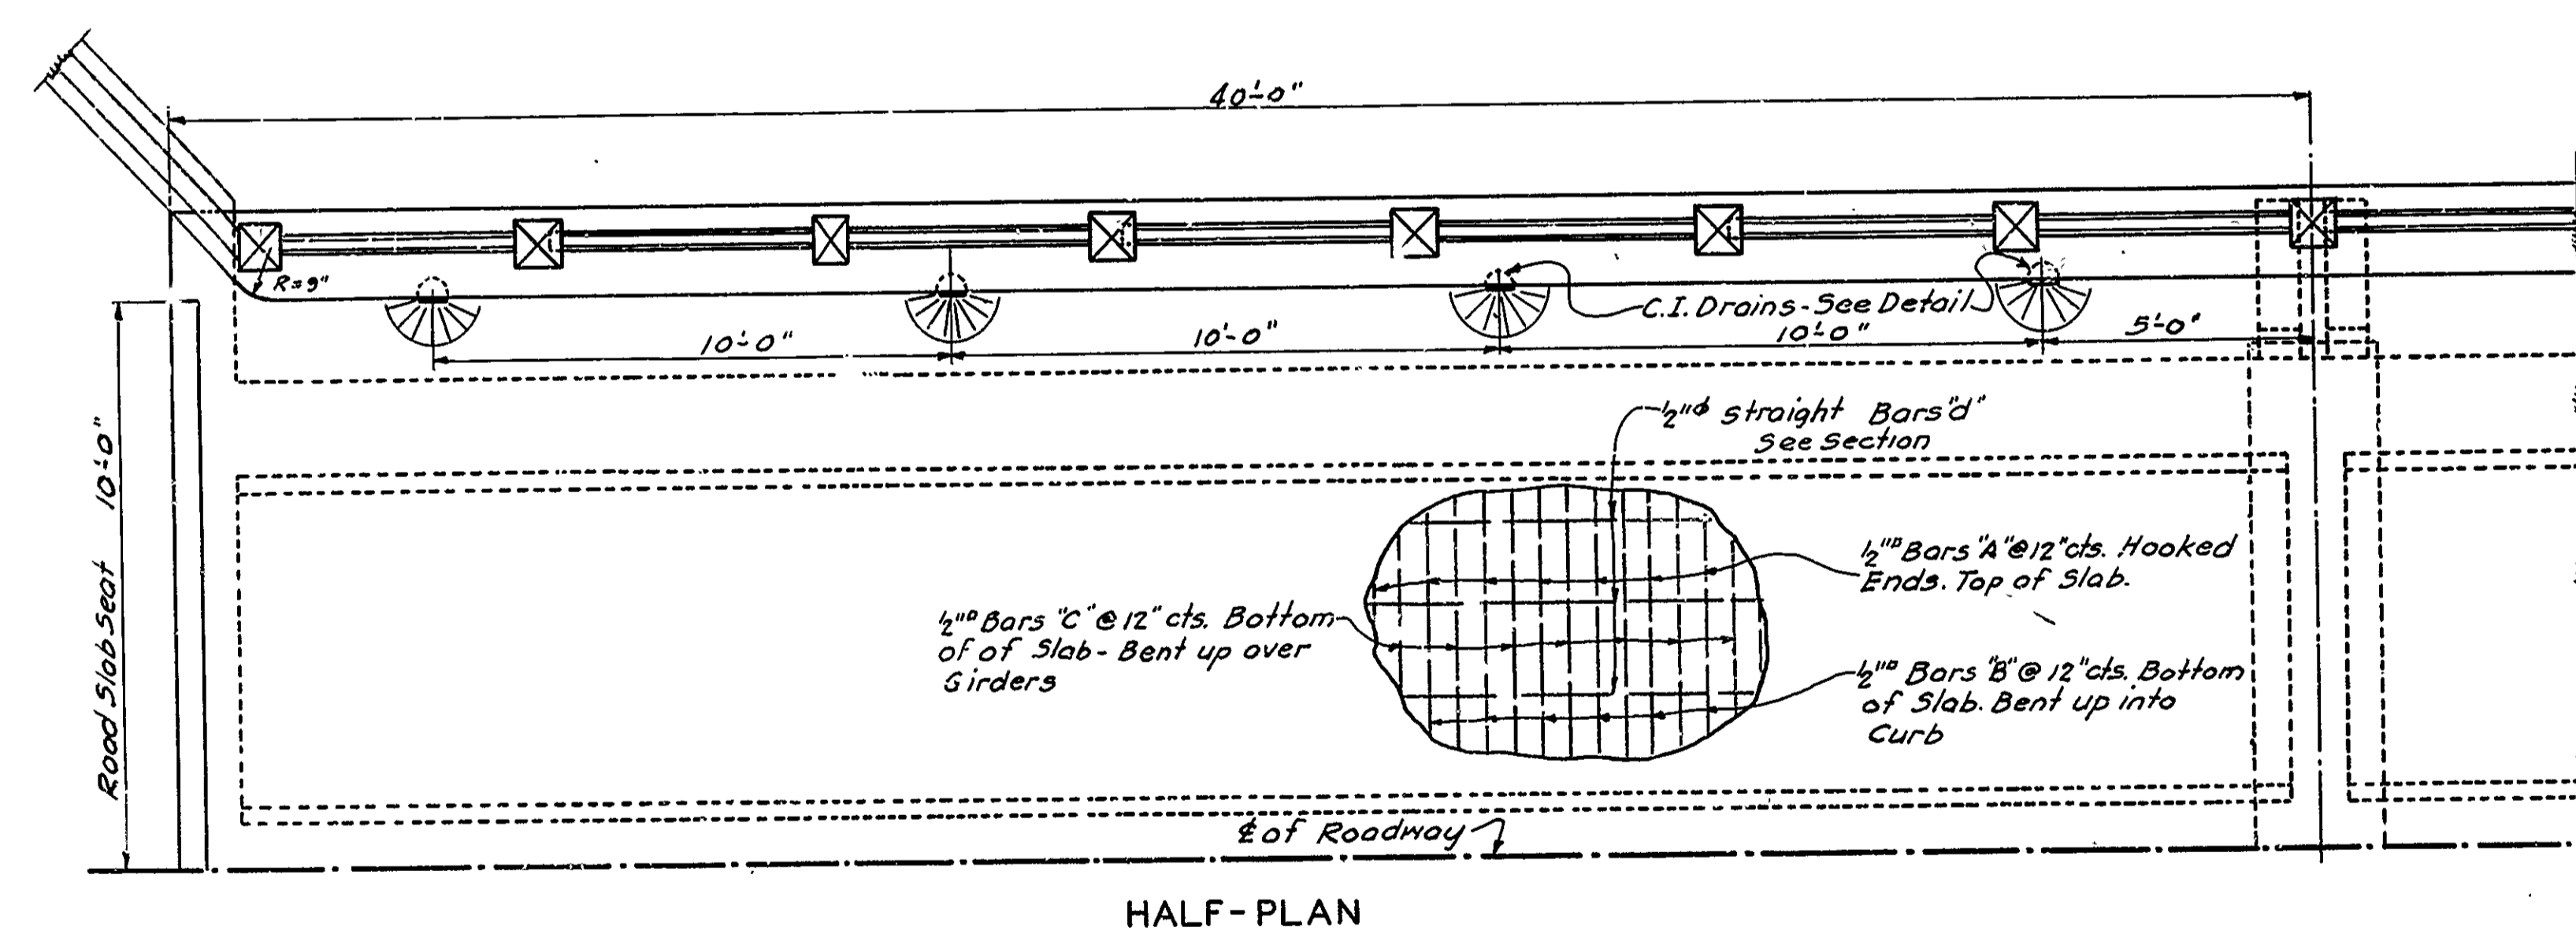 40'-0"
R=9"
C.I. Drains-See Detail
10'-0"
10'-0"
10'-0"
5'-0"
Road Slab Seat 10'-0"
½"ϕ Straight Bars "d"
See Section
½"▫ Bars "A" @ 12" cts. Hooked
Ends. Top of Slab.
½"▫ Bars "C" @ 12" cts. Bottom
of of Slab - Bent up over
Girders
½"▫ Bars "B" @ 12" cts. Bottom
of Slab. Bent up into
Curb
℄ of Roadway
HALF-PLAN